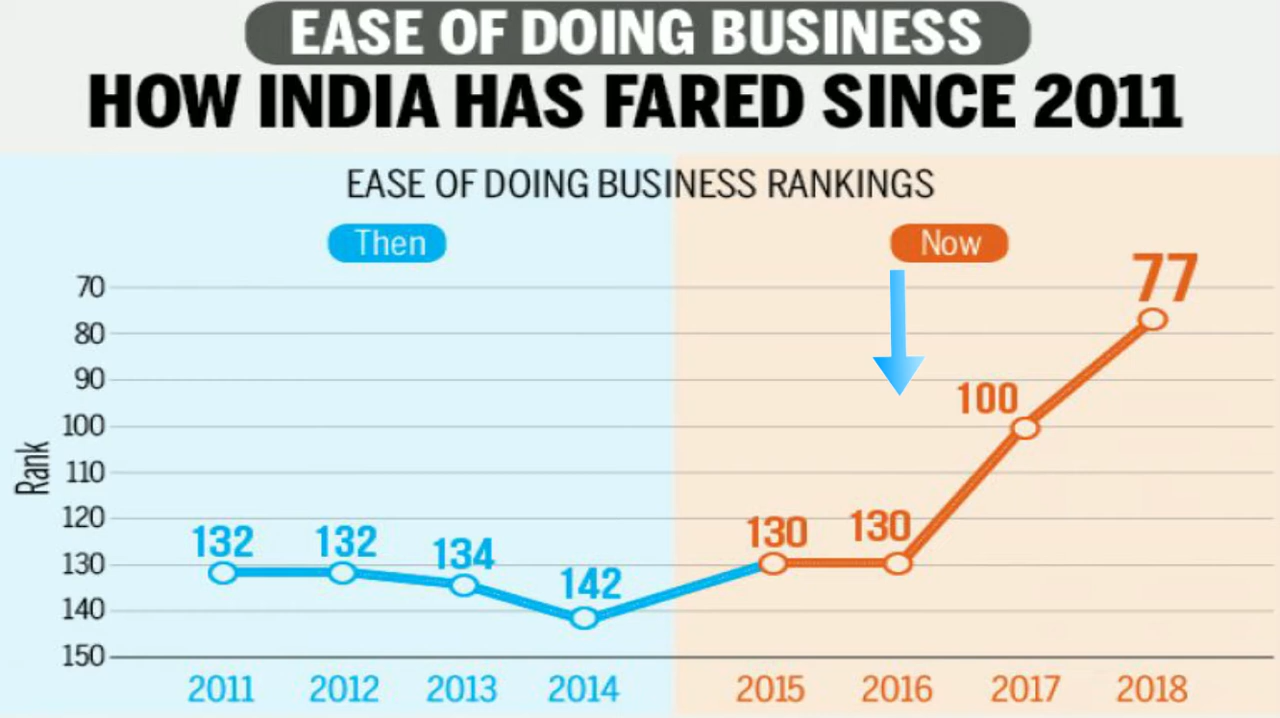 EASE OF DOING BUSINESS
HOW INDIA HAS FARED SINCE 2011
EASE OF DOING BUSINESS RANKINGS
Then
Now
Rank
70
80
90
100
110
120
130
140
150
132
132
134
142
130
130
100
77
2011 2012 2013 2014 2015 2016 2017 2018